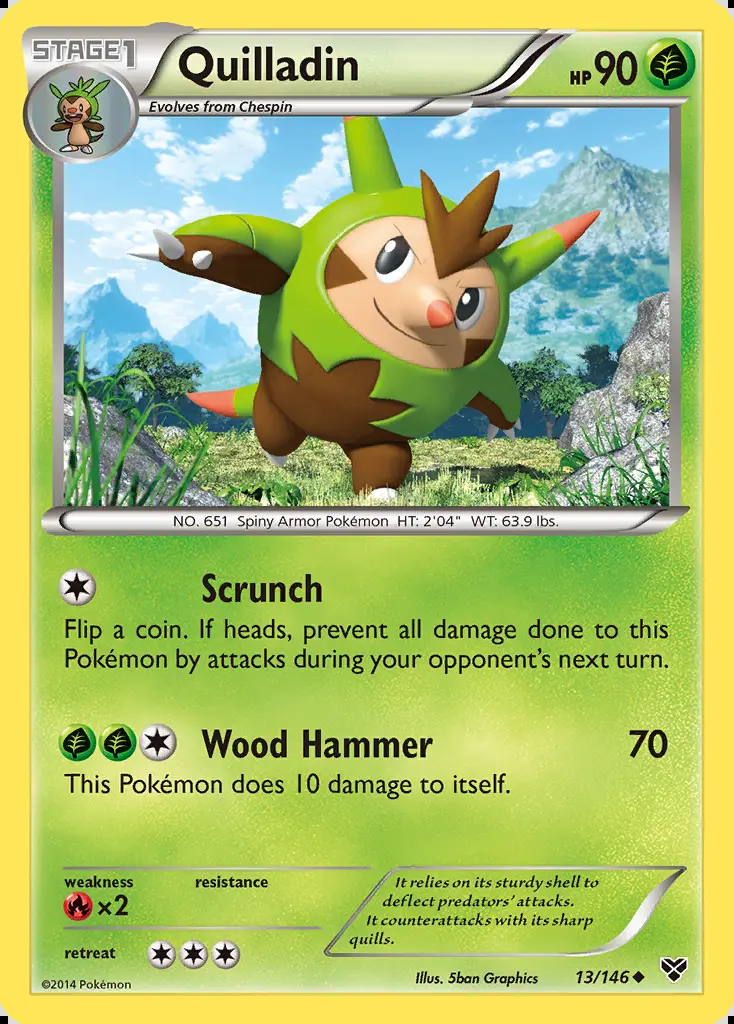 STAGE1
Quilladin
HP 90
Evolves from Chespin
NO. 651 Spiny Armor Pokémon HT: 2'04" WT: 63.9 lbs.
Scrunch
Flip a coin. If heads, prevent all damage done to this
Pokémon by attacks during your opponent's next turn.
Wood Hammer 70
This Pokémon does 10 damage to itself.
weakness resistance
×2
retreat
It relies on its sturdy shell to
deflect predators' attacks.
It counterattacks with its sharp
quills.
©2014 Pokémon
Illus. 5ban Graphics 13/146